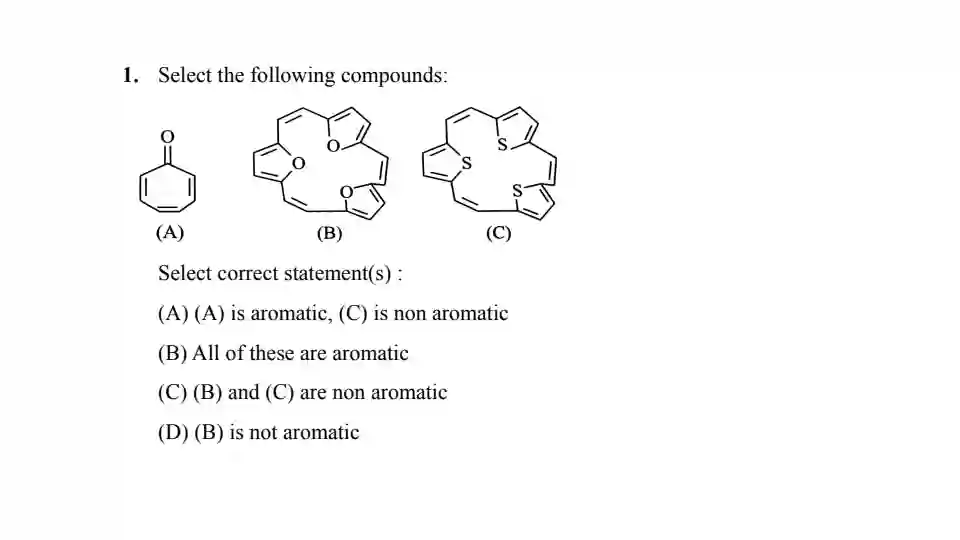 1. Select the following compounds:
O
O
O
O
S
S
S
(A) (B) (C)
Select correct statement(s) :
(A) (A) is aromatic, (C) is non aromatic
(B) All of these are aromatic
(C) (B) and (C) are non aromatic
(D) (B) is not aromatic